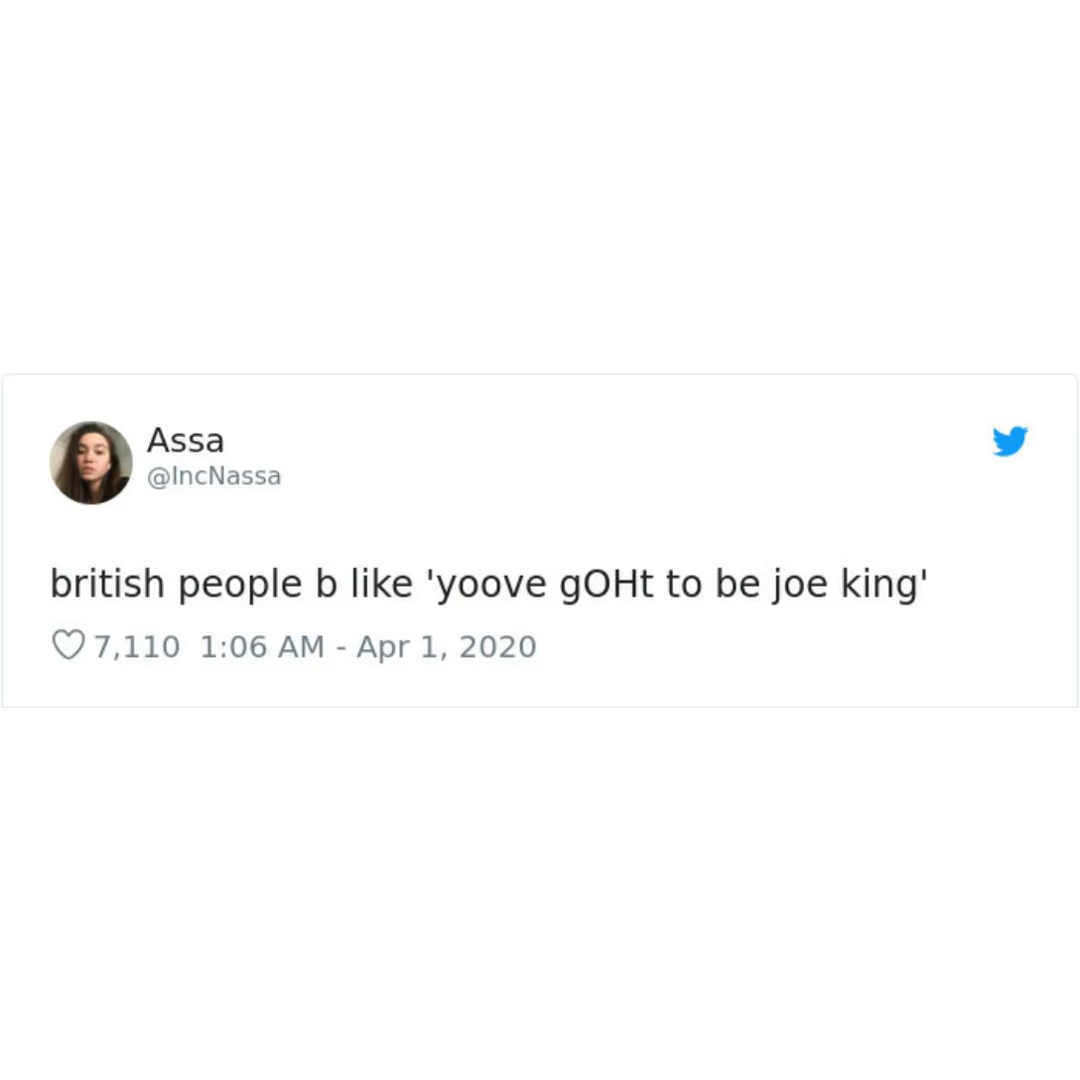 Assa
@IncNassa
british people b like 'yoove gOHt to be joe king'
7,110 1:06 AM - Apr 1, 2020